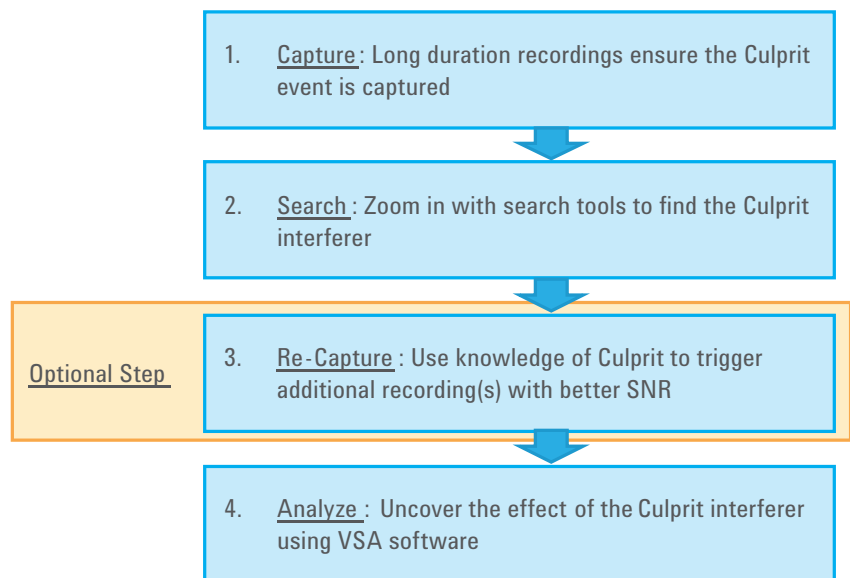 1. Capture: Long duration recordings ensure the Culprit
event is captured
2. Search: Zoom in with search tools to find the Culprit
interferer
Optional Step
3. Re-Capture: Use knowledge of Culprit to trigger
additional recording(s) with better SNR
4. Analyze: Uncover the effect of the Culprit interferer
using VSA software